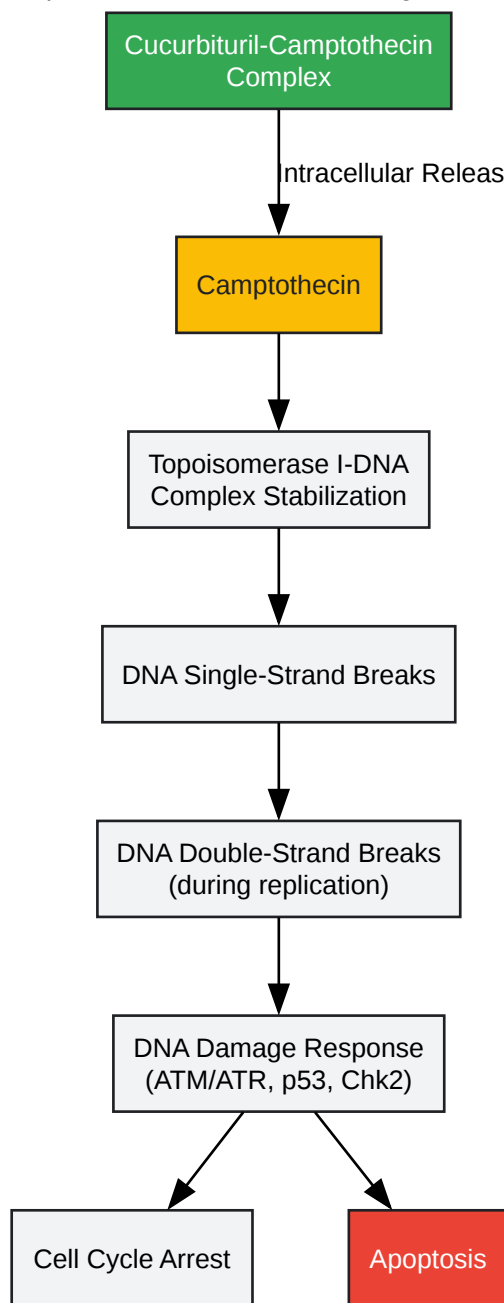 Cucurbituril-Camptothecin
Complex
Intracellular Releas
Camptothecin
Topoisomerase I-DNA
Complex Stabilization
DNA Single-Strand Breaks
DNA Double-Strand Breaks
(during replication)
DNA Damage Response
(ATM/ATR, p53, Chk2)
Cell Cycle Arrest
Apoptosis